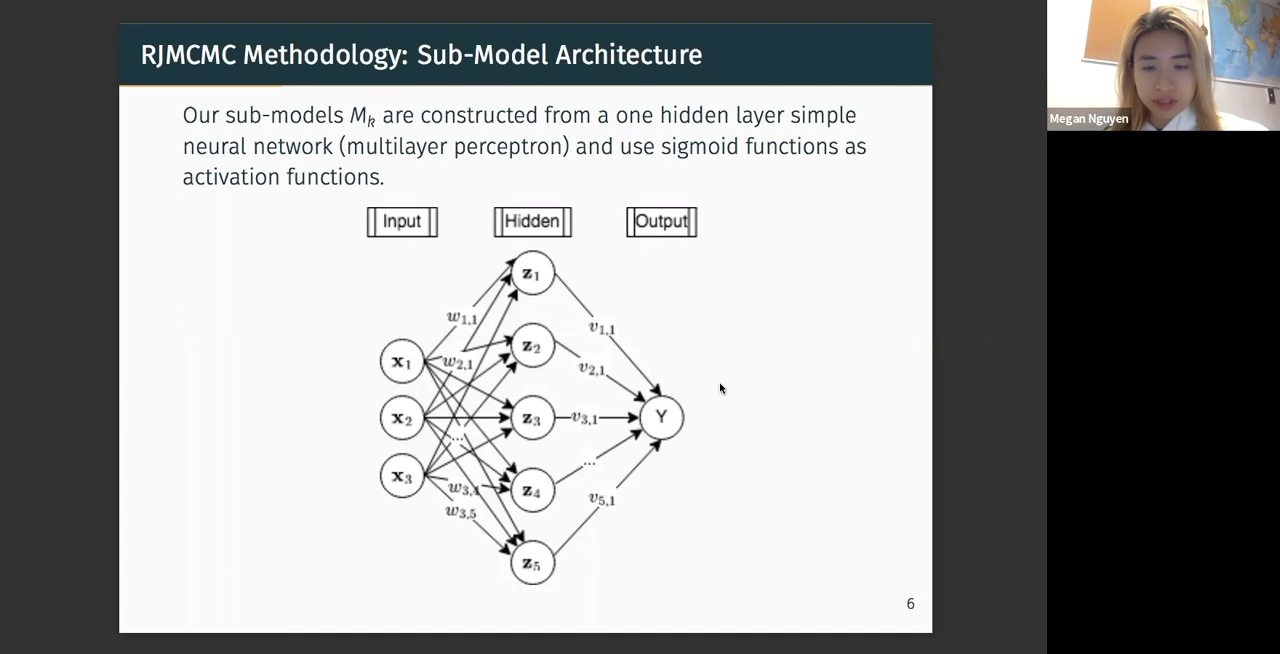 RJMCMC Methodology: Sub-Model Architecture
Megan Nguyen
Our sub-models Mk are constructed from a one hidden layer simple
neural network (multilayer perceptron) and use sigmoid functions as
activation functions.
Input Hidden Output
z1
w1,1 v1,1
z2
x1 w2,1 v2,1
x2 z3 v3,1 Y
...
...
x3 w3,4 z4
w3,5 v5,1
z5
6